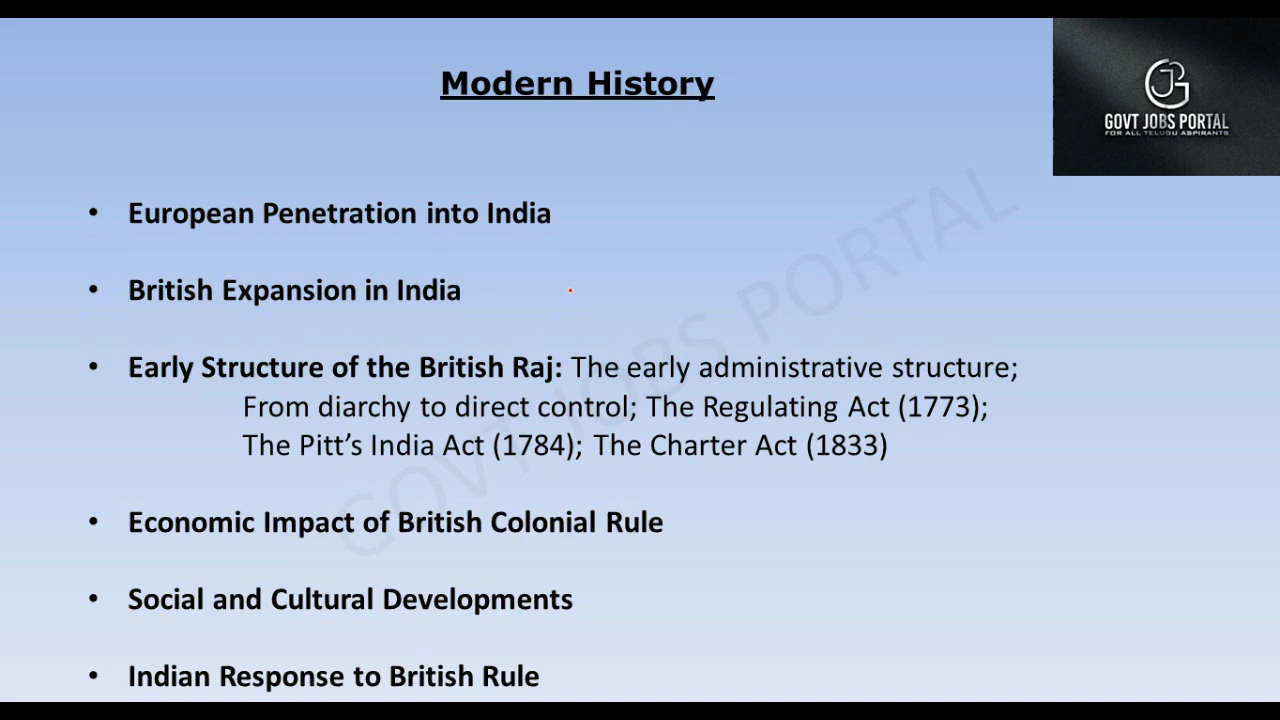 Modern History
GOVT JOBS PORTAL
FOR ALL TELUGU ASPIRANTS
• European Penetration into India
• British Expansion in India
• Early Structure of the British Raj: The early administrative structure;
From diarchy to direct control; The Regulating Act (1773);
The Pitt’s India Act (1784); The Charter Act (1833)
• Economic Impact of British Colonial Rule
• Social and Cultural Developments
• Indian Response to British Rule
GOVT JOBS PORTAL